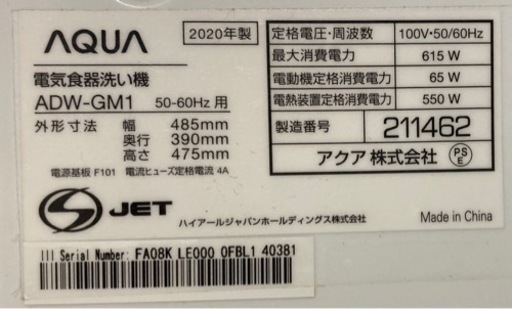 AQUA
2020年製
電気食器洗い機
ADW-GM1 50-60Hz用
外形寸法 幅 485mm
奥行 390mm
高さ 475mm
電源基板 F101 電流ヒューズ定格電流 4A
S JET
定格電圧・周波数 100V・50/60Hz
最大消費電力 615 W
電動機定格消費電力 65 W
電熱装置定格消費電力 550 W
製造番号 211462
アクア株式会社 PSE
ハイアールジャパンホールディングス株式会社
Made in China
Serial Number: FA08K LE000 0FBL1 40381